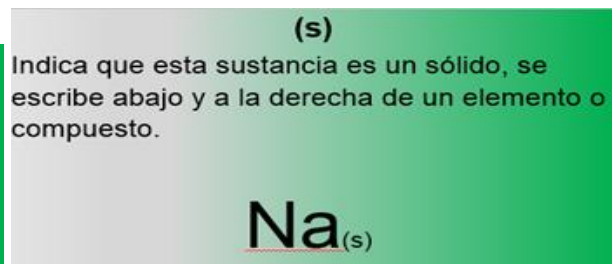 (s)
Indica que esta sustancia es un sólido, se
escribe abajo y a la derecha de un elemento o
compuesto.
Na(s)